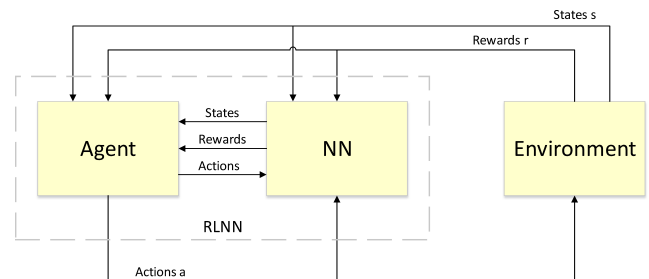 States s
Rewards r
States
Rewards
Actions
Agent
NN
Environment
RLNN
Actions a